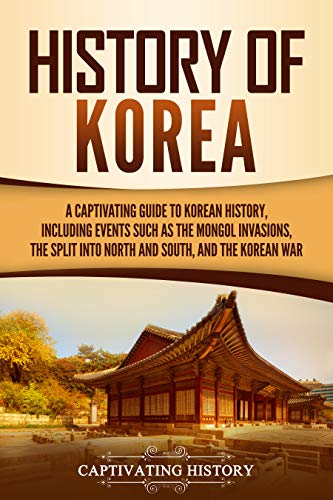 HISTORY OF
KOREA
A CAPTIVATING GUIDE TO KOREAN HISTORY,
INCLUDING EVENTS SUCH AS THE MONGOL INVASIONS,
THE SPLIT INTO NORTH AND SOUTH, AND THE KOREAN WAR
CAPTIVATING HISTORY